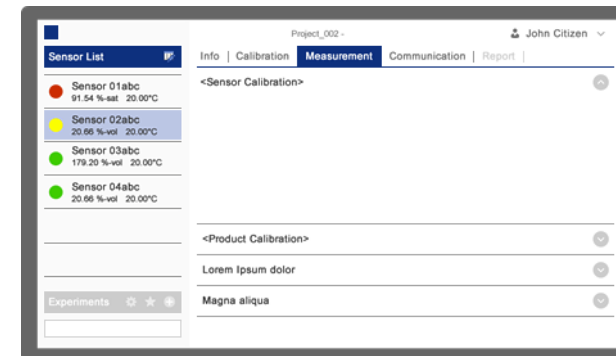 Project_002 -
John Citizen
Sensor List
Info | Calibration Measurement Communication | Report |
Sensor 01abc
91.54 %-sat 20.00°C
Sensor 02abc
20.66 %-vol 20.00°C
Sensor 03abc
179.20 %-vol 20.00°C
Sensor 04abc
20.66 %-vol 20.00°C
Experiments
<Sensor Calibration>
<Product Calibration>
Lorem Ipsum dolor
Magna aliqua